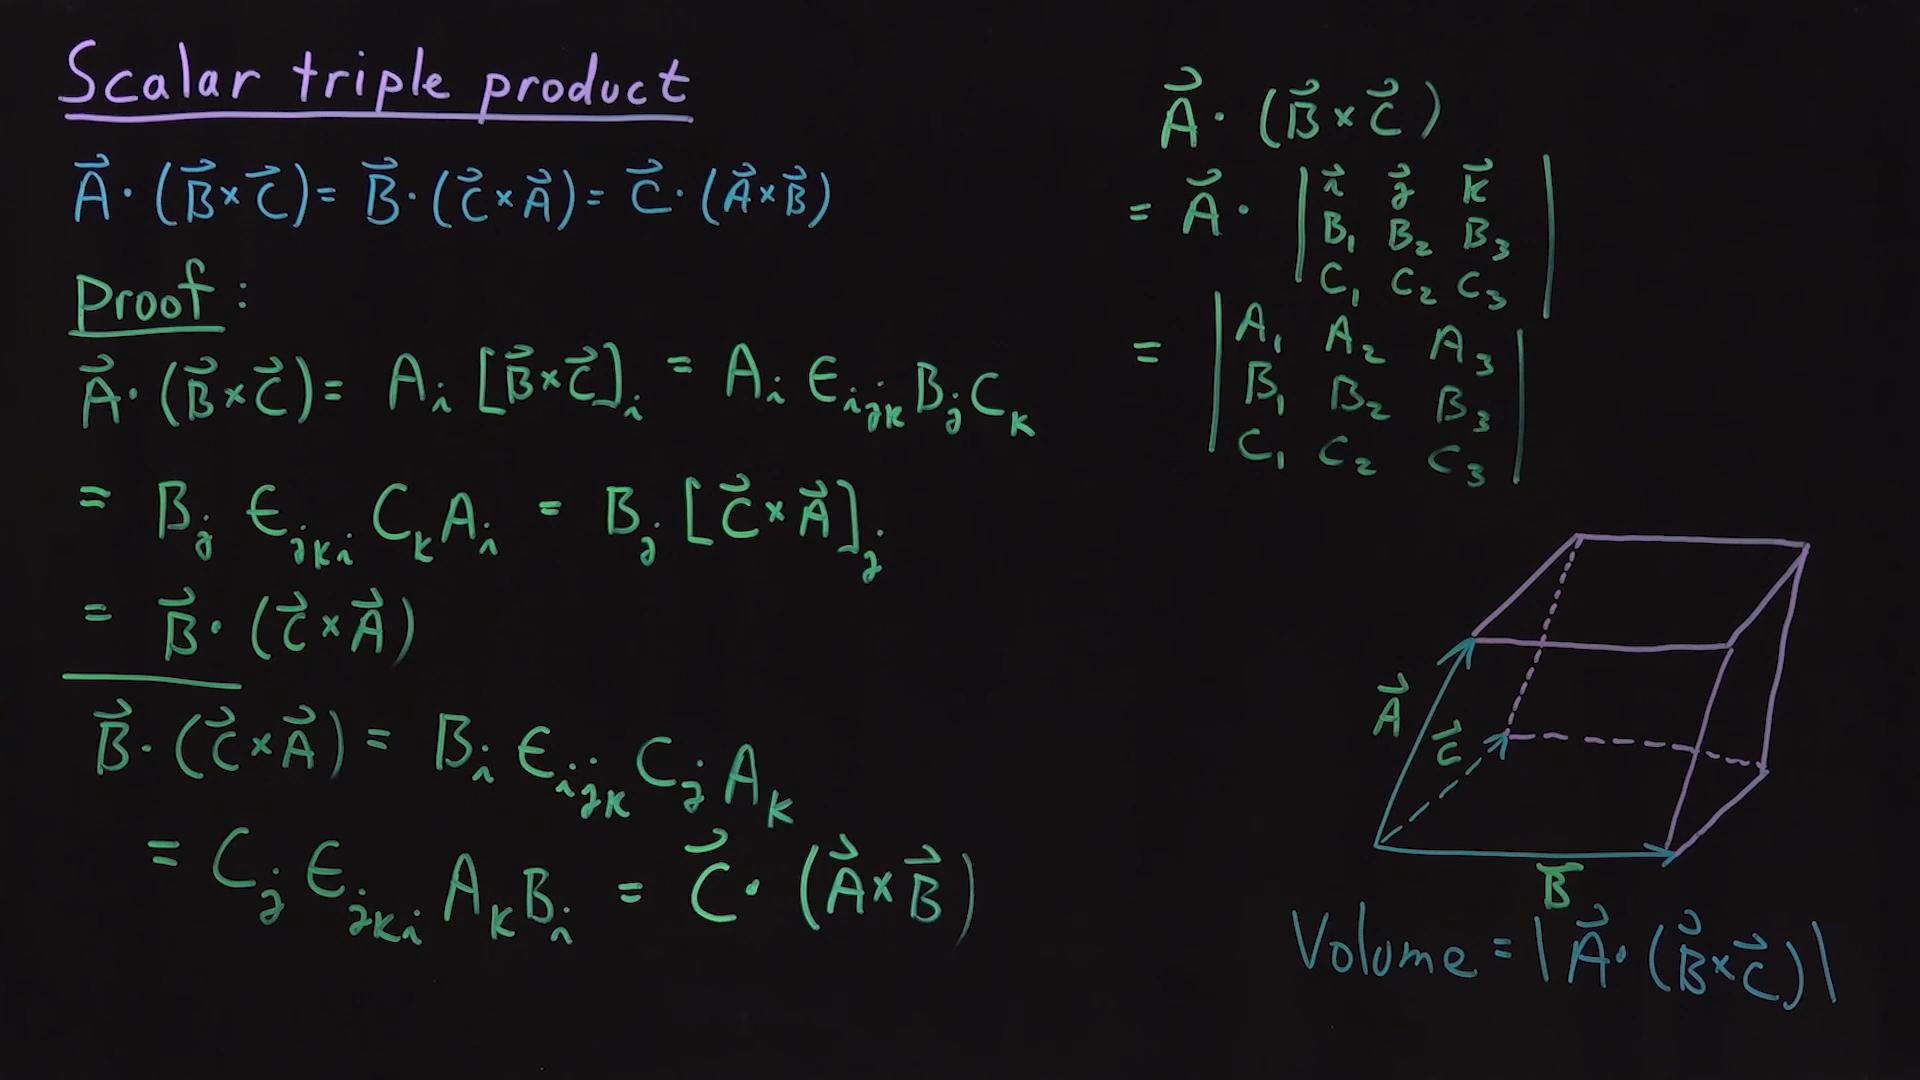 Scalar triple product
A⃗ · (B⃗ × C⃗) = B⃗ · (C⃗ × A⃗) = C⃗ · (A⃗ × B⃗)
Proof:
A⃗ · (B⃗ × C⃗) = Aᵢ [B⃗ × C⃗]ᵢ = Aᵢ ϵᵢⱼₖ Bⱼ Cₖ
= Bⱼ ϵⱼₖᵢ Cₖ Aᵢ = Bⱼ [C⃗ × A⃗]ⱼ
= B⃗ · (C⃗ × A⃗)
B⃗ · (C⃗ × A⃗) = Bᵢ ϵᵢⱼₖ Cⱼ Aₖ
= Cⱼ ϵⱼₖᵢ Aₖ Bᵢ = C⃗ · (A⃗ × B⃗)
A⃗ · (B⃗ × C⃗)
= A⃗ · | i⃗ j⃗ k⃗ |
B₁ B₂ B₃
C₁ C₂ C₃
= | A₁ A₂ A₃ |
B₁ B₂ B₃
C₁ C₂ C₃
A⃗
C⃗
B⃗
Volume = |A⃗ · (B⃗ × C⃗)|